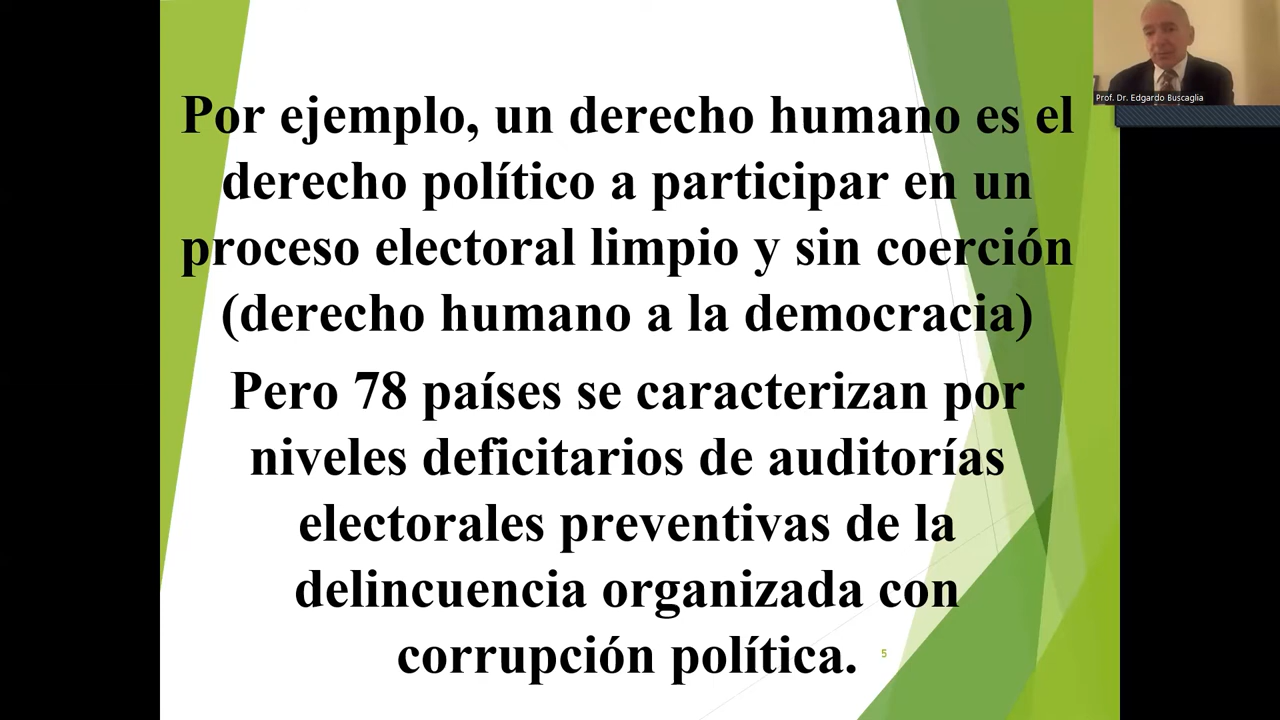 Por ejemplo, un derecho humano es el
derecho político a participar en un
proceso electoral limpio y sin coerción
(derecho humano a la democracia)
Pero 78 países se caracterizan por
niveles deficitarios de auditorías
electorales preventivas de la
delincuencia organizada con
corrupción política.
5
Prof. Dr. Edgardo Buscaglia